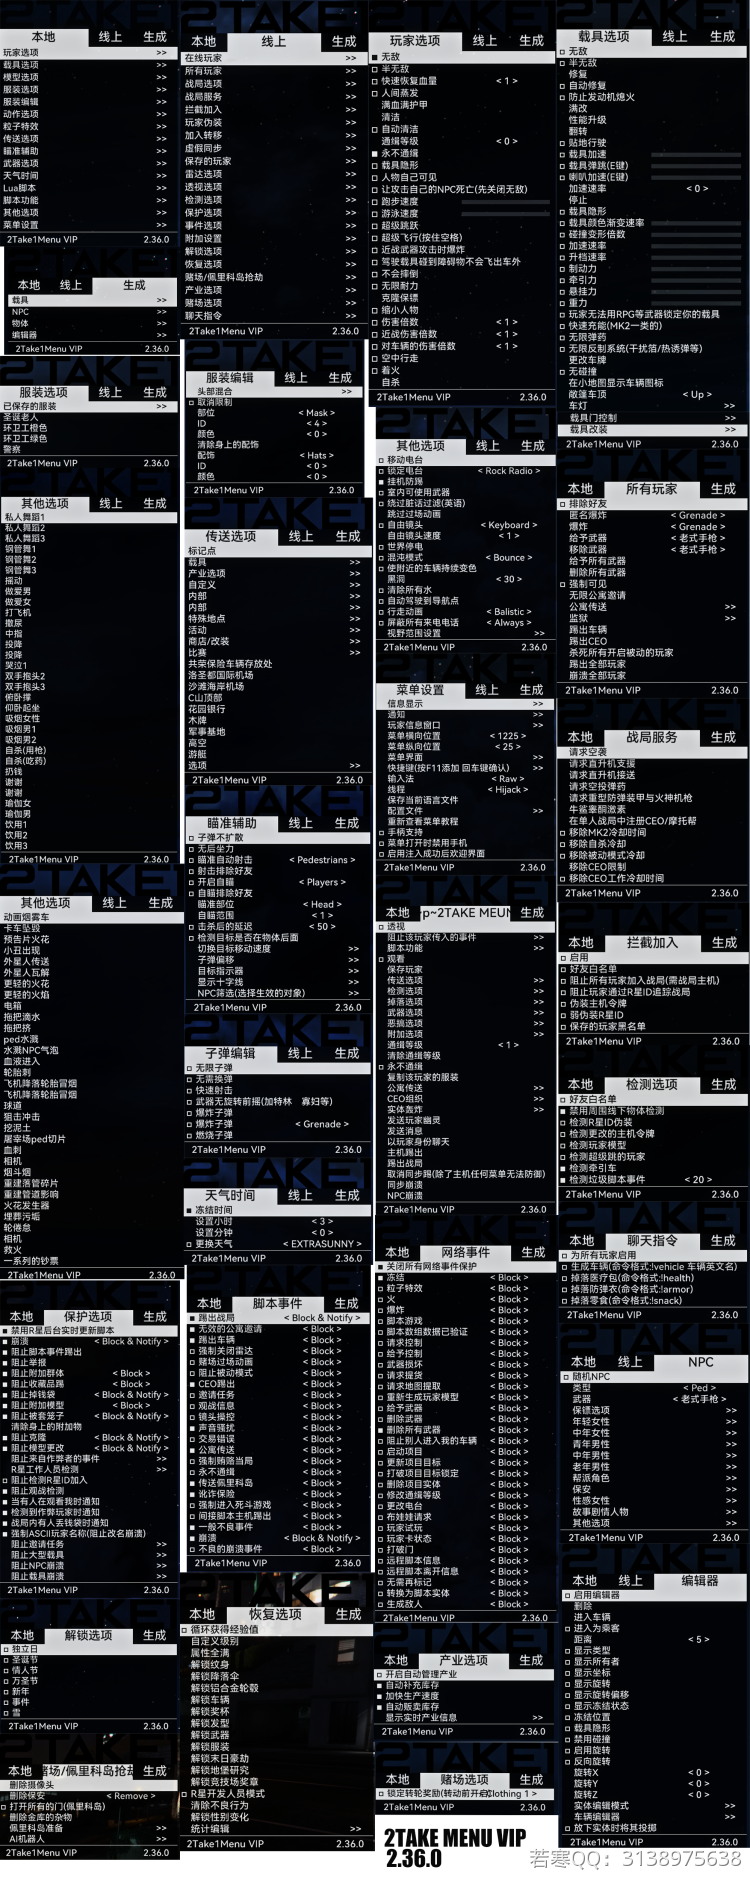 本地 线上 生成
玩家选项 >>
载具选项 >>
模型选项 >>
服装选项 >>
服装编辑 >>
动作选项 >>
粒子特效 >>
传送选项 >>
瞄准辅助 >>
武器选项 >>
天气时间 >>
Lua脚本 >>
脚本功能 >>
其他选项 >>
菜单设置 >>
2Take1Menu VIP 2.36.0
本地 线上 生成
载具 >>
NPC >>
物体 >>
编辑器 >>
2Take1Menu VIP 2.36.0
服装选项 线上 生成
已保存的服装 >>
圣诞老人
环卫工橙色
环卫工绿色
警察
2Take1Menu VIP 2.36.0
其他选项 线上 生成
私人舞蹈1
私人舞蹈2
私人舞蹈3
钢管舞1
钢管舞2
钢管舞3
摇动
做爱男
做爱女
打飞机
撒尿
中指
投降
投降
哭泣1
双手抱头2
双手抱头3
俯卧撑
仰卧起坐
吸烟女性
吸烟男1
吸烟男2
自杀(用枪)
自杀(吃药)
扔钱
谢谢
谢谢
瑜伽女
瑜伽男
饮用1
饮用2
饮用3
2Take1Menu VIP 2.36.0
其他选项 线上 生成
动画烟雾车
卡车坠毁
预告片火花
小丑出现
外星人传送
外星人瓦解
更轻的火花
更轻的火焰
电箱
拖把滴水
拖把挤
ped水溅
水溅NPC气泡
血液进入
轮胎刺
飞机降落轮胎冒烟
飞机降落轮胎冒烟
球道
狙击冲击
挖泥土
屠宰场ped切片
血刺
相机
烟斗烟
重建落管碎片
重建管道影响
火花发生器
埋葬污垢
轮倦怠
相机
救火
一系列的钞票
2Take1Menu VIP 2.36.0
本地 保护选项 生成
禁用R星后台实时更新脚本
崩溃 < Block & Notify >
阻止脚本事件踢出
阻止举报
阻止附加群体 < Block >
阻止收藏品踢 < Block >
阻止掉钱袋 < Block & Notify >
阻止附加模型 < Block >
阻止被套笼子 < Block & Notify >
清除身上的附加物
阻止克隆 < Block & Notify >
阻止模型更改 < Block & Notify >
阻止来自作弊者的事件 >>
R星工作人员检测 >>
阻止检测R星ID加入
阻止观战检测
当有人在观看我时通知
检测到作弊玩家时通知
战局内有人丢钱袋时通知
强制ASCII玩家名称(阻止改名崩溃)
阻止邀请任务 >>
阻止大型载具 >>
阻止NPC崩溃 >>
阻止载具崩溃 >>
2Take1Menu VIP 2.36.0
本地 解锁选项 生成
独立日
圣诞节
情人节
万圣节
新年
事件
雪
2Take1Menu VIP 2.36.0
本地 赌场/佩里科岛抢劫 生成
删除摄像头
删除保安 < Remove >
打开所有的门(佩里科岛)
删除金库的杂物
佩里科岛准备 >>
AI机器人 >>
2Take1Menu VIP 2.36.0
本地 线上 生成
在线玩家 >>
所有玩家 >>
战局选项 >>
战局服务 >>
拦截加入 >>
玩家伪装 >>
加入转移 >>
虚假同步 >>
保存的玩家 >>
雷达选项 >>
透视选项 >>
检测选项 >>
保护选项 >>
事件选项 >>
附加设置 >>
解锁选项 >>
恢复选项 >>
赌场/佩里科岛抢劫 >>
产业选项 >>
赌场选项 >>
聊天指令 >>
2Take1Menu VIP 2.36.0
服装编辑 线上 生成
头部混合 >>
取消限制
部位 < Mask >
ID < 4 >
颜色 < 0 >
清除身上的配饰
配饰 < Hats >
ID < 0 >
颜色 < 0 >
2Take1Menu VIP 2.36.0
传送选项 线上 生成
标记点
载具 >>
产业选项 >>
自定义 >>
内部 >>
内部 >>
特殊地点 >>
活动 >>
商店/改装 >>
比赛 >>
共荣保险车辆存放处
洛圣都国际机场
沙滩海岸机场
C山顶部
花园银行
木牌
军事基地
高空
游艇
选项 >>
2Take1Menu VIP 2.36.0
瞄准辅助 线上 生成
子弹不扩散
无后坐力
瞄准自动射击 < Pedestrians >
射击排除好友
开启自瞄 < Players >
自瞄排除好友
瞄准部位 < Head >
自瞄范围 < 1 >
击杀后的延迟 < 50 >
检测目标是否在物体后面
切换目标移动速度 >>
子弹偏移 >>
目标指示器 >>
显示十字线 >>
NPC筛选(选择生效的对象) >>
2Take1Menu VIP 2.36.0
子弹编辑 线上 生成
无限子弹
无需换弹
快速射击
武器无旋转前摇(加特林 寡妇等)
爆炸子弹
爆炸子弹 < Grenade >
燃烧子弹
2Take1Menu VIP 2.36.0
天气时间 线上 生成
冻结时间
设置小时 < 3 >
设置分钟 < 0 >
更换天气 < EXTRASUNNY >
2Take1Menu VIP 2.36.0
本地 脚本事件 生成
踢出战局 < Block & Notify >
无效的公寓邀请 < Block >
踢出车辆 < Block >
强制关闭雷达 < Block >
赌场过场动画 < Block >
阻止被动模式 < Block >
CEO踢出 < Block >
邀请任务 < Block >
观战信息 < Block >
镜头操控 < Block >
声音骚扰 < Block >
交易错误 < Block >
公寓传送 < Block >
强制贿赂当局 < Block >
永不通缉 < Block >
传送佩里科岛 < Block >
讹诈保险 < Block >
强制进入死斗游戏 < Block >
间接脚本主机踢出 < Block >
一般不良事件 < Block >
崩溃 < Block & Notify >
不良的崩溃事件 < Block >
2Take1Menu VIP 2.36.0
本地 恢复选项 生成
循环获得经验值
自定义级别
属性全满
解锁纹身
解锁降落伞
解锁铝合金轮毂
解锁车辆
解锁奖杯
解锁发型
解锁武器
解锁服装
解锁末日豪劫
解锁地堡研究
解锁竞技场奖章
R星开发人员模式
清除不良行为
解锁性别变化
统计编辑 >>
2Take1Menu VIP 2.36.0
玩家选项 线上 生成
无敌
半无敌
快速恢复血量 < 1 >
人间蒸发
满血满护甲
清洁
自动清洁
通缉等级 < 0 >
永不通缉
载具隐形
人物自己可见
让攻击自己的NPC死亡(先关闭无敌)
跑步速度
游泳速度
超级跳跃
超级飞行(按住空格)
近战武器攻击时爆炸
驾驶载具碰到障碍物不会飞出车外
不会摔倒
无限耐力
克隆保镖
缩小人物
伤害倍数 < 1 >
近战伤害倍数 < 1 >
对车辆的伤害倍数 < 1 >
空中行走
着火
自杀
2Take1Menu VIP 2.36.0
其他选项 线上 生成
移动电台
锁定电台 < Rock Radio >
挂机防踢
室内可使用武器
绕过脏话过滤(英语)
跳过过场动画
自由镜头 < Keyboard >
自由镜头速度 < 1 >
世界停电
混沌模式 < Bounce >
使附近的车辆持续变色
黑洞 < 30 >
清除所有水
自动驾驶到导航点
行走动画 < Balistic >
屏蔽所有来电电话 < Always >
视野范围设置 >>
2Take1Menu VIP 2.36.0
菜单设置 线上 生成
信息显示 >>
通知 >>
玩家信息窗口 >>
菜单横向位置 < 1225 >
菜单纵向位置 < 25 >
菜单界面 >>
快捷键(按F11添加 回车键确认) >>
输入法 < Raw >
线程 < Hijack >
保存当前语言文件
配置文件 >>
重新查看菜单教程
手柄支持
菜单打开时禁用手机
启用注入成功后欢迎界面
2Take1Menu VIP 2.36.0
本地 ~p~2TAKE MEUN 生成
透视
阻止该玩家传入的事件 >>
脚本功能 >>
观看
保存玩家
传送选项 >>
检测选项 >>
掉落选项 >>
武器选项 >>
恶搞选项 >>
附加选项 >>
通缉等级 < 1 >
清除通缉等级
永不通缉
复制该玩家的服装
公寓传送 >>
CEO组织 >>
实体轰炸 >>
发送玩家幽灵
发送消息
以玩家身份聊天
主机踢出
踢出战局
取消同步踢(除了主机任何菜单无法防御)
同步崩溃
NPC崩溃
2Take1Menu VIP 2.36.0
本地 网络事件 生成
关闭所有网络事件保护
冻结 < Block >
粒子特效 < Block >
火 < Block >
爆炸 < Block >
脚本游戏 < Block >
脚本数组数据已验证 < Block >
请求控制 < Block >
给予控制 < Block >
武器损坏 < Block >
请求提货 < Block >
请求地图提取 < Block >
重新生成玩家模型 < Block >
给予武器 < Block >
删除武器 < Block >
删除所有武器 < Block >
阻止别人进入我的车辆 < Block >
启动项目 < Block >
更新项目目标 < Block >
打破项目目标锁定 < Block >
删除项目实体 < Block >
修改通缉等级 < Block >
更改电台 < Block >
布娃娃请求 < Block >
玩家试玩 < Block >
玩家卡状态 < Block >
打破门 < Block >
远程脚本信息 < Block >
远程脚本离开信息 < Block >
无需再标记 < Block >
转换为脚本实体 < Block >
生成敌人 < Block >
2Take1Menu VIP 2.36.0
本地 产业选项 生成
开启自动管理产业
自动补充库存
加快生产速度
自动贩卖库存
显示实时产业信息 >>
2Take1Menu VIP 2.36.0
本地 赌场选项 生成
锁定转轮奖励(转动前开启) Clothing 1 >
2Take1Menu VIP 2.36.0
2TAKE MENU VIP
2.36.0
载具选项 线上 生成
无敌
半无敌
修复
自动修复
防止发动机熄火
满改
性能升级
翻转
贴地行驶
载具加速
载具弹跳(E键)
喇叭加速(E键)
加速速率 < 0 >
停止
载具隐形
载具颜色渐变速率
碰撞变形倍数
加速速率
升档速率
制动力
牵引力
悬挂力
重力
玩家无法用RPG等武器锁定你的载具
快速充能(MK2一类的)
无限弹药
无限反制系统(干扰箔/热诱弹等)
更改车牌
无碰撞
在小地图显示车辆图标
敞篷车顶 < Up >
车灯 >>
载具门控制 >>
载具改装 >>
2Take1Menu VIP 2.36.0
本地 所有玩家 生成
排除好友
匿名爆炸 < Grenade >
爆炸 < Grenade >
给予武器 < 老式手枪 >
移除武器 < 老式手枪 >
给予所有武器
删除所有武器
强制可见
无限公寓邀请
公寓传送 >>
监狱 >>
踢出车辆
踢出CEO
杀死所有开启被动的玩家
踢出全部玩家
崩溃全部玩家
2Take1Menu VIP 2.36.0
本地 战局服务 生成
请求空袭
请求直升机支援
请求直升机接送
请求空投弹药
请求重型防弹装甲与火神机枪
牛鲨睾酮激素
在单人战局中注册CEO/摩托帮
移除MK2冷却时间
移除自杀冷却
移除被动模式冷却
移除CEO限制
移除CEO工作冷却时间
2Take1Menu VIP 2.36.0
本地 拦截加入 生成
启用
好友白名单
阻止所有玩家加入战局(需战局主机)
阻止玩家通过R星ID追踪战局
伪装主机令牌
弱伪装R星ID
保存的玩家黑名单
2Take1Menu VIP 2.36.0
本地 检测选项 生成
好友白名单
禁用周围线下物体检测
检测R星ID伪装
检测更改的主机令牌
检测玩家模型
检测超级跳的玩家
检测牵引车
检测垃圾脚本事件 < 20 >
2Take1Menu VIP 2.36.0
本地 聊天指令 生成
为所有玩家启用
生成车辆(命令格式:!vehicle 车辆英文名)
掉落医疗包(命令格式:!health)
掉落防弹衣(命令格式:!armor)
掉落零食(命令格式:!snack)
2Take1Menu VIP 2.36.0
本地 线上 NPC
随机NPC
类型 < Ped >
武器 < 老式手枪 >
保镖选项 >>
年轻女性 >>
中年女性 >>
青年男性 >>
中年男性 >>
老年男性 >>
帮派角色 >>
保安 >>
性感女性 >>
故事剧情人物 >>
其他选项 >>
2Take1Menu VIP 2.36.0
本地 线上 编辑器
启用编辑器
删除
进入车辆
进入为乘客
距离 < 5 >
显示类型
显示所有者
显示坐标
显示旋转
显示旋转偏移
显示冻结状态
冻结位置
载具隐形
禁用碰撞
启用旋转
反向旋转
旋转X < 0 >
旋转Y < 0 >
旋转Z < 0 >
实体编辑模式 >>
车辆编辑器 >>
放下实体时将其投掷
2Take1Menu VIP 2.36.0
若寒QQ：3138975638